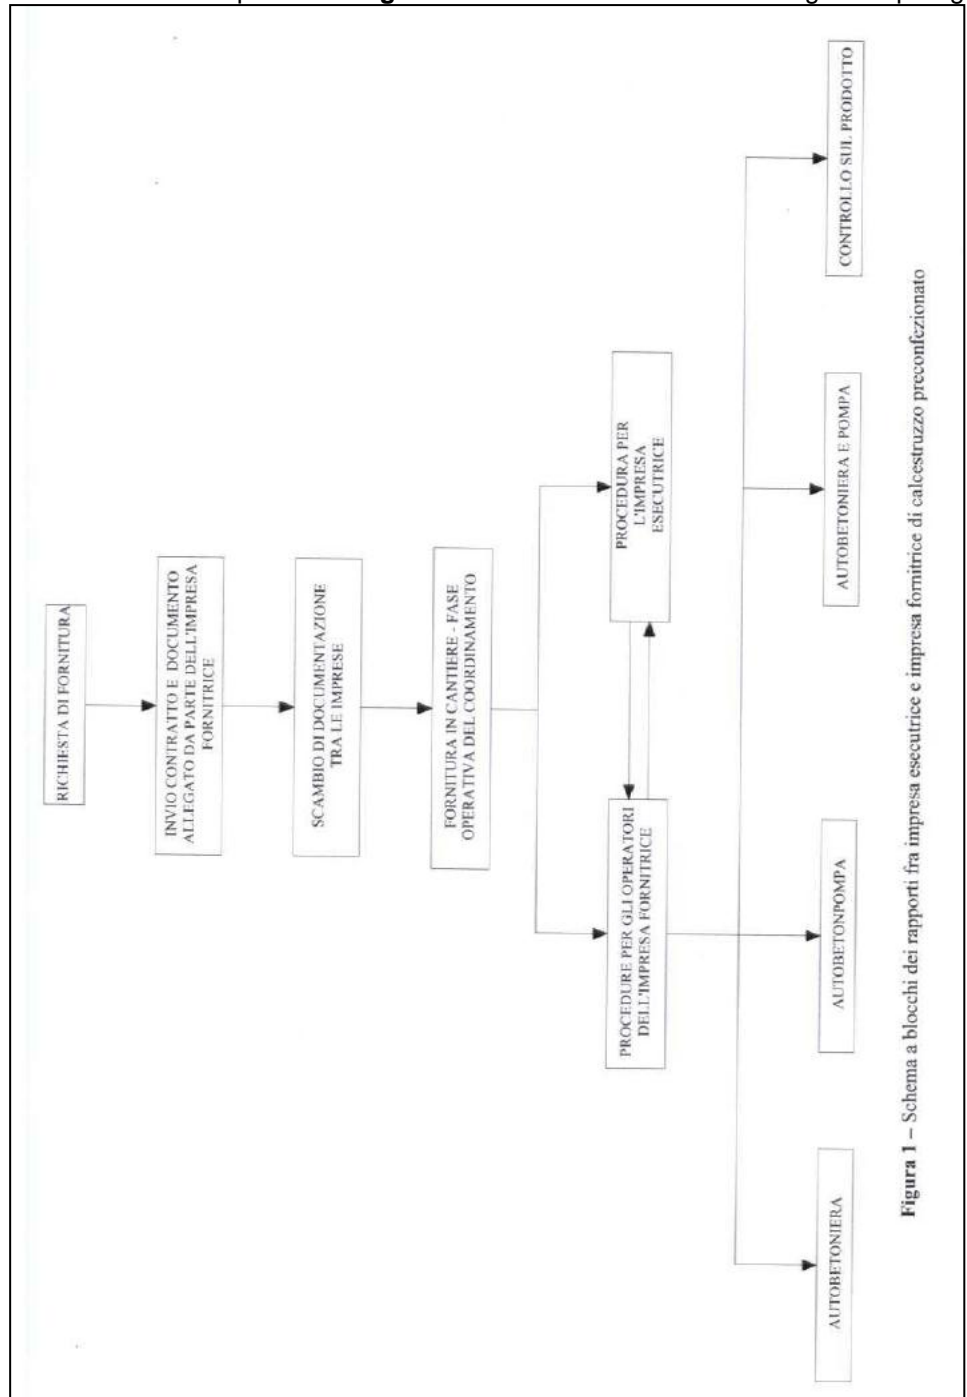 RICHIESTA DI FORNITURA
INVIO CONTRATTO E DOCUMENTO
ALLEGATO DA PARTE DELL'IMPRESA
FORNITRICE
SCAMBIO DI DOCUMENTAZIONE
TRA LE IMPRESE
FORNITURA IN CANTIERE - FASE
OPERATIVA DEL COORDINAMENTO
PROCEDURE PER GLI OPERATORI
DELL'IMPRESA FORNITRICE
PROCEDURA PER
L'IMPRESA
ESECUTRICE
AUTOBETONIERA
AUTOBETONPOMPA
AUTOBETONIERA E POMPA
CONTROLLO SUL PRODOTTO
Figura 1 – Schema a blocchi dei rapporti fra impresa esecutrice e impresa fornitrice di calcestruzzo preconfezionato